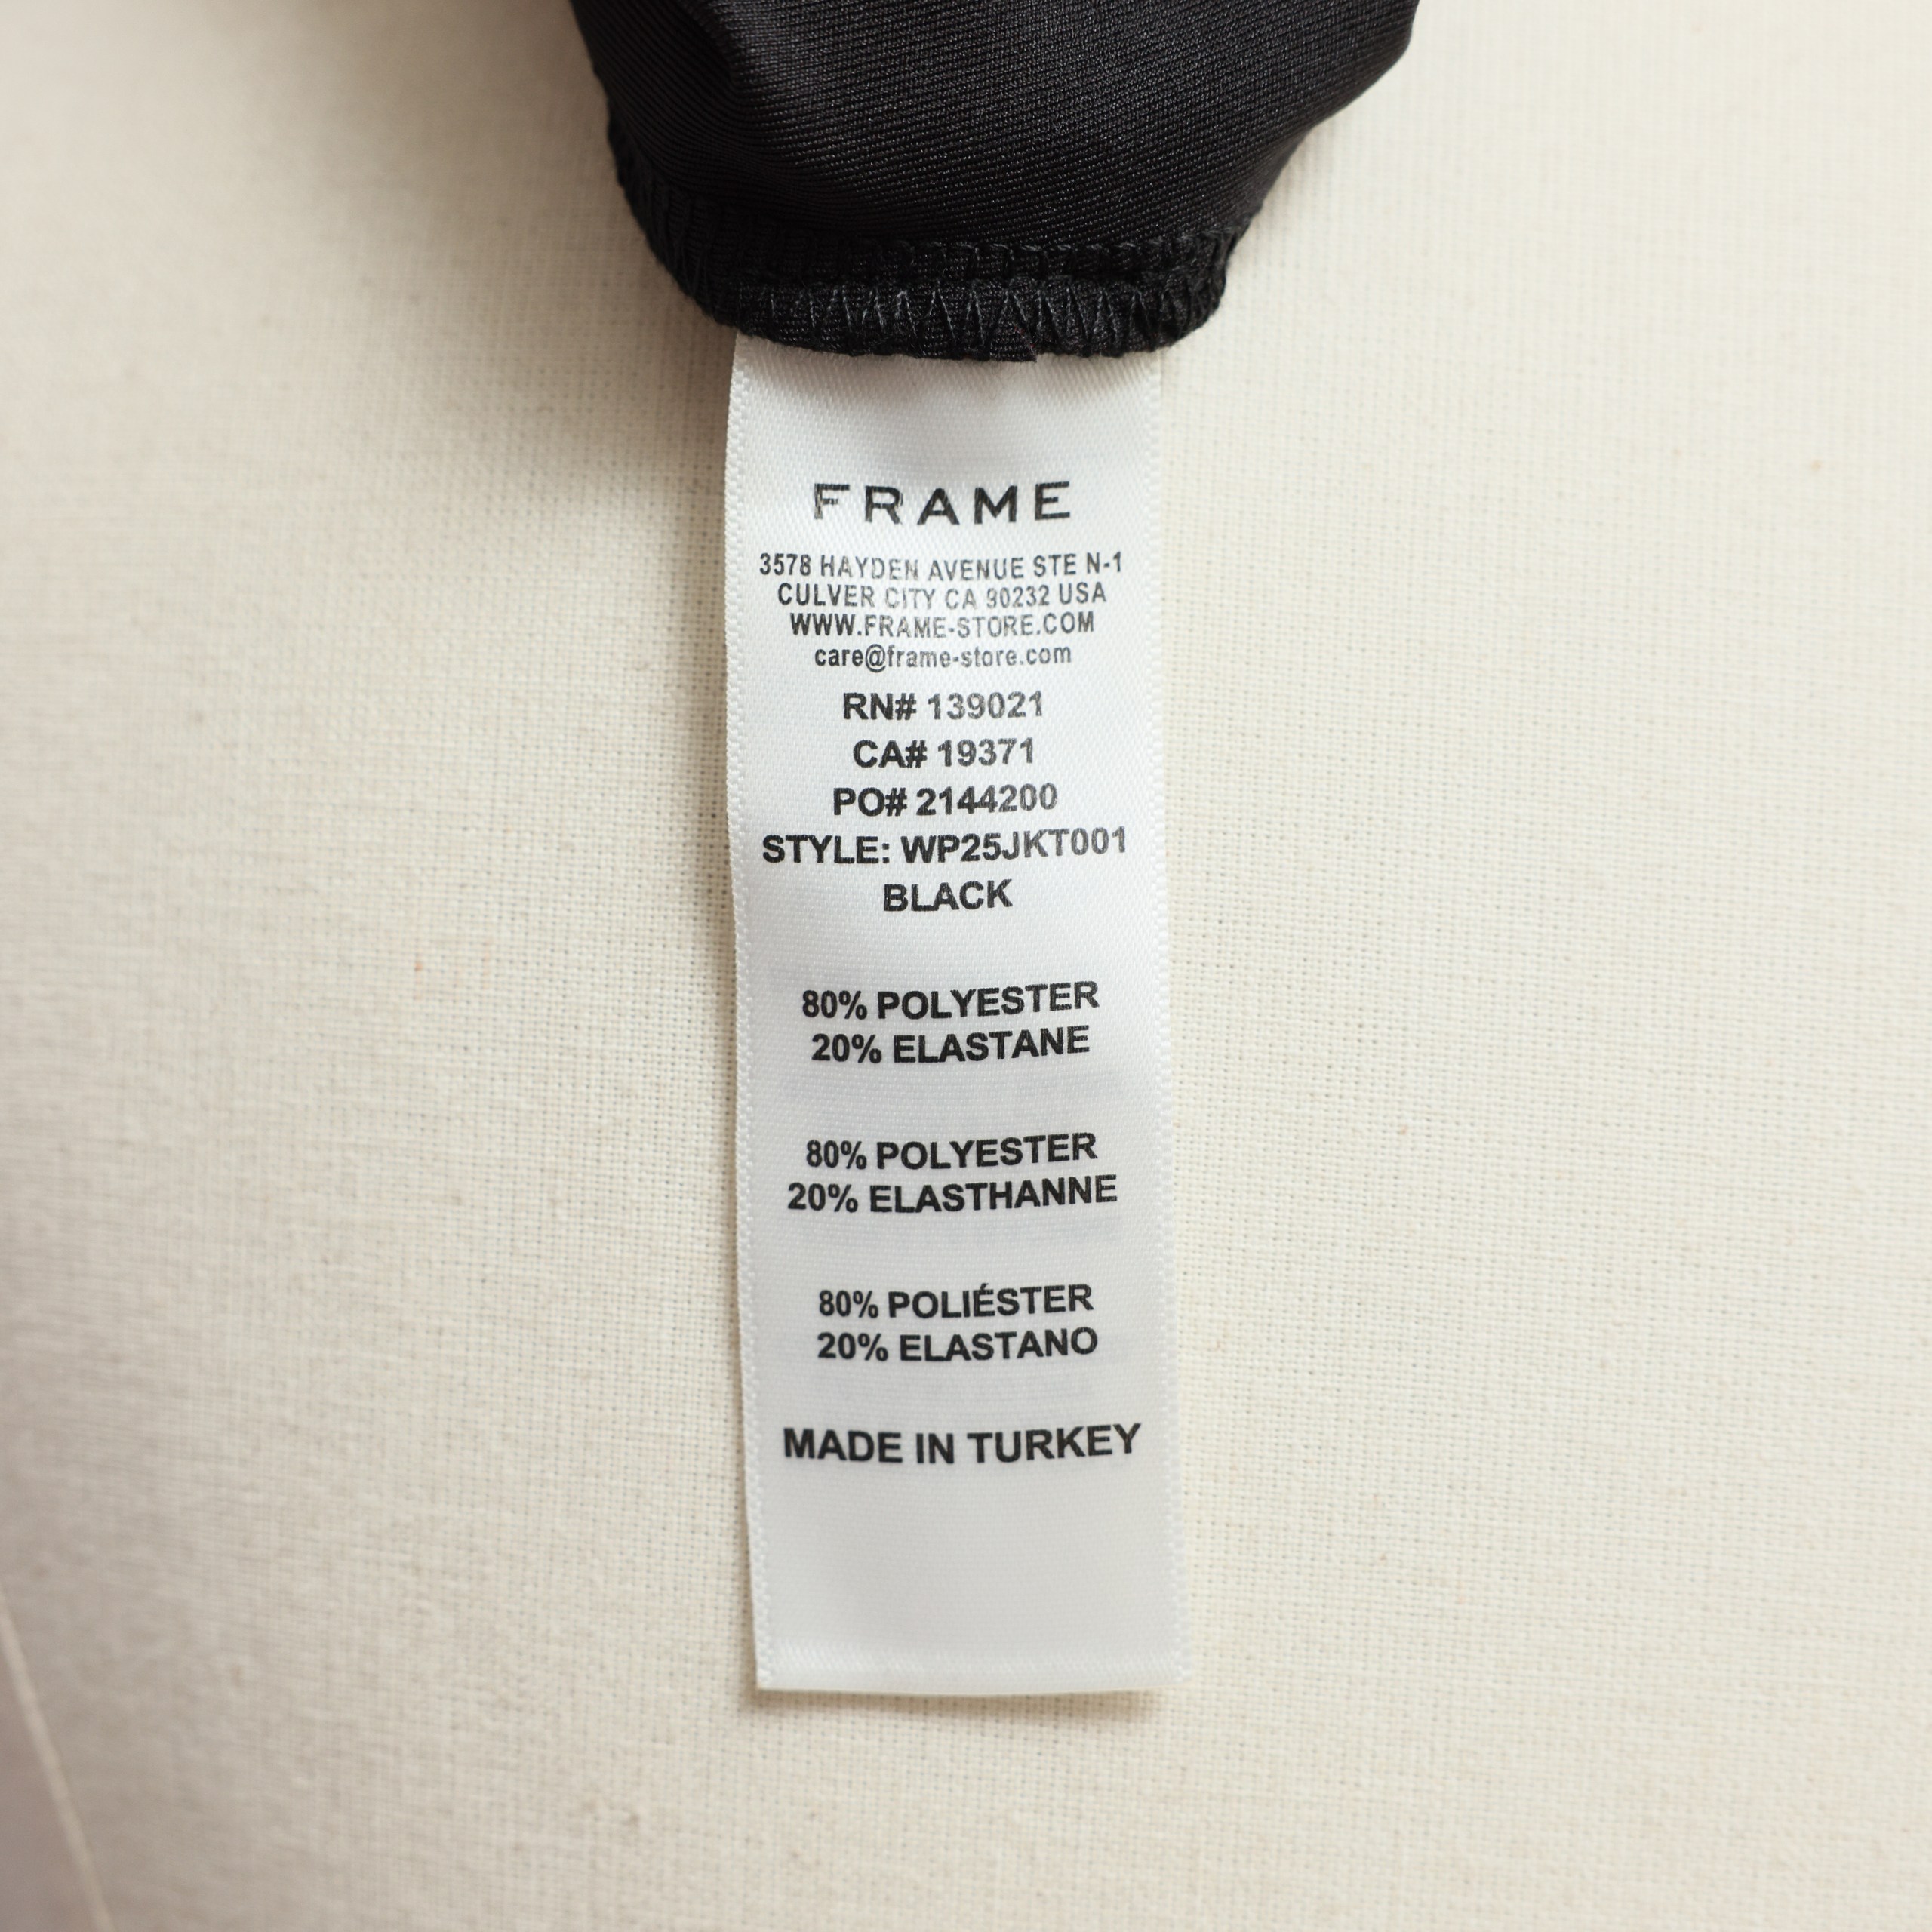 FRAME
3578 HAYDEN AVENUE STE N-1
CULVER CITY CA 90232 USA
WWW.FRAME-STORE.COM
care@frame-store.com
RN# 139021
CA# 19371
PO# 2144200
STYLE: WP25JKT001
BLACK
80% POLYESTER
20% ELASTANE
80% POLYESTER
20% ELASTHANNE
80% POLIÉSTER
20% ELASTANO
MADE IN TURKEY